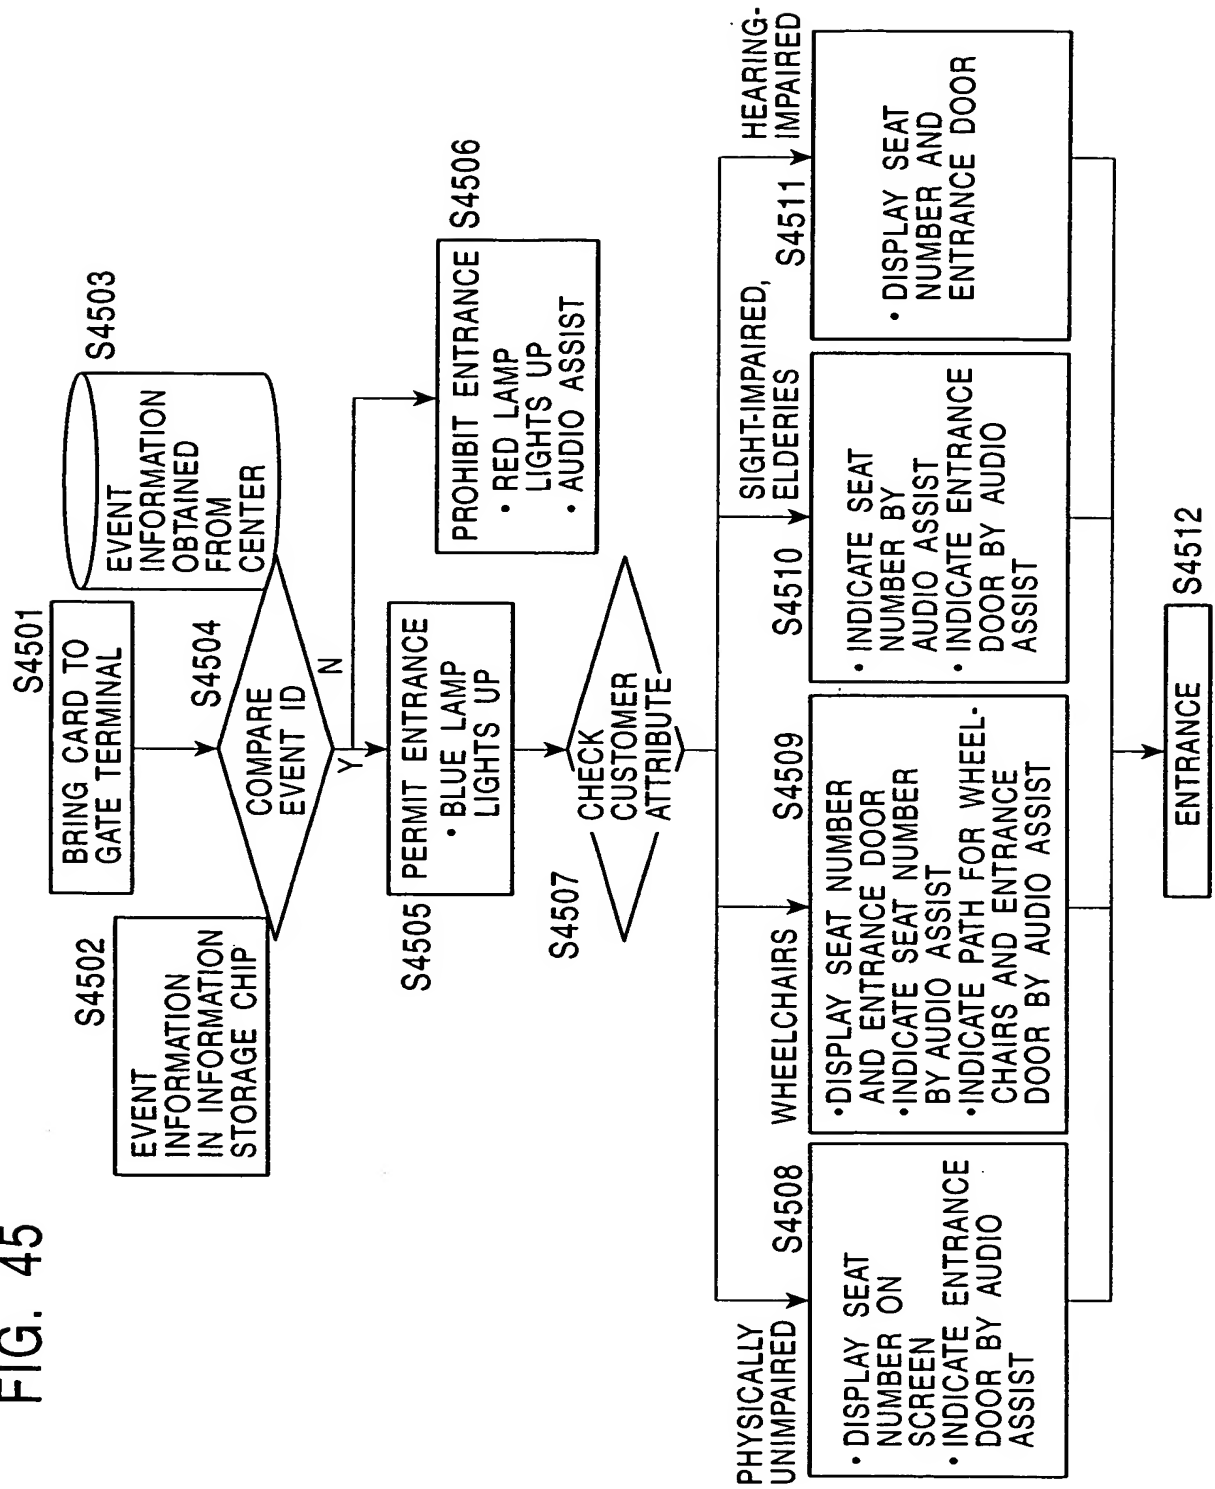 FIG. 45
S4501
BRING CARD TO
GATE TERMINAL
S4502
EVENT
INFORMATION
IN INFORMATION
STORAGE CHIP
S4503
EVENT
INFORMATION
OBTAINED
FROM
CENTER
S4504
COMPARE
EVENT ID
Y
N
S4505
PERMIT ENTRANCE
• BLUE LAMP
LIGHTS UP
S4506
PROHIBIT ENTRANCE
• RED LAMP
LIGHTS UP
• AUDIO ASSIST
S4507
CHECK
CUSTOMER
ATTRIBUTE
PHYSICALLY
UNIMPAIRED
S4508
• DISPLAY SEAT
NUMBER ON
SCREEN
• INDICATE ENTRANCE
DOOR BY AUDIO
ASSIST
WHEELCHAIRS
S4509
• DISPLAY SEAT NUMBER
AND ENTRANCE DOOR
• INDICATE SEAT NUMBER
BY AUDIO ASSIST
• INDICATE PATH FOR WHEEL-
CHAIRS AND ENTRANCE
DOOR BY AUDIO ASSIST
SIGHT-IMPAIRED,
ELDERIES
S4510
• INDICATE SEAT
NUMBER BY
AUDIO ASSIST
• INDICATE ENTRANCE
DOOR BY AUDIO
ASSIST
HEARING-
IMPAIRED
S4511
• DISPLAY SEAT
NUMBER AND
ENTRANCE DOOR
ENTRANCE
S4512